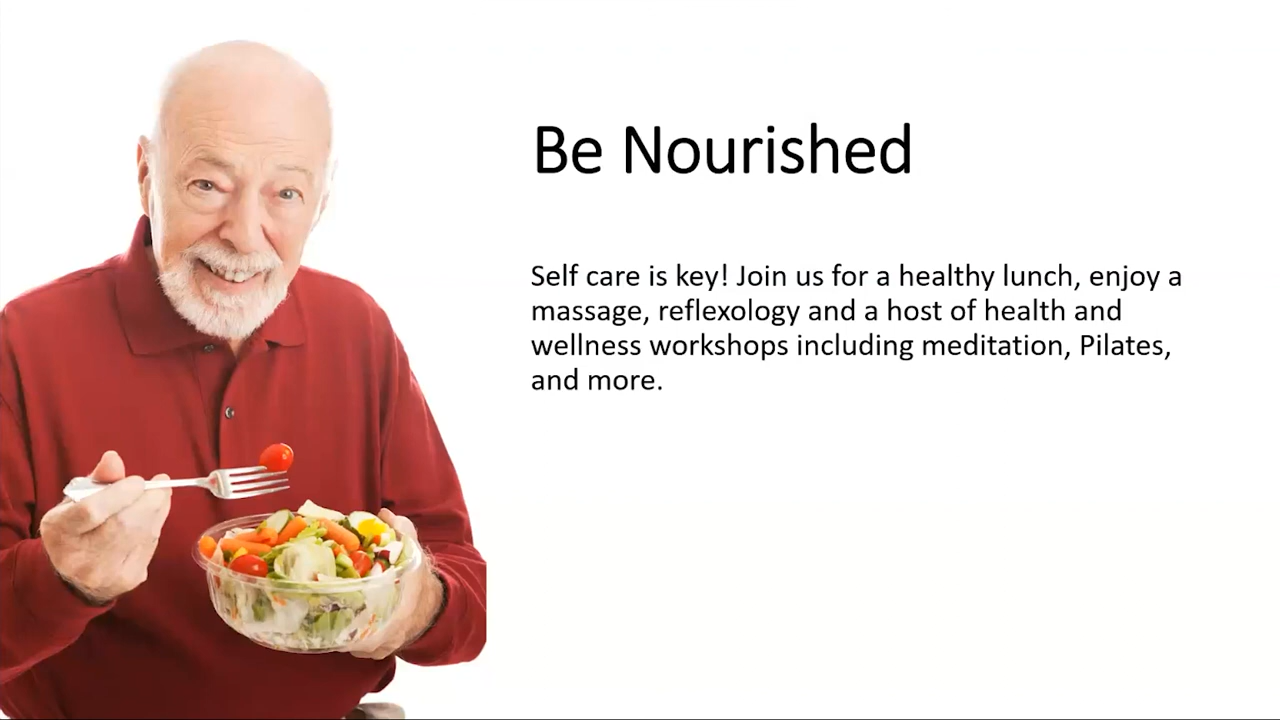 Be Nourished
Self care is key! Join us for a healthy lunch, enjoy a
massage, reflexology and a host of health and
wellness workshops including meditation, Pilates,
and more.